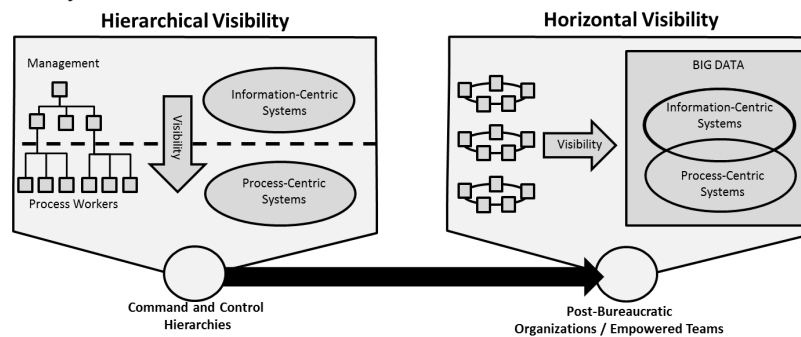 Hierarchical Visibility
Management
Visibility
Information-Centric
Systems
Process-Centric
Systems
Process Workers
Command and Control
Hierarchies
Horizontal Visibility
BIG DATA
Visibility
Information-Centric
Systems
Process-Centric
Systems
Post-Bureaucratic
Organizations / Empowered Teams